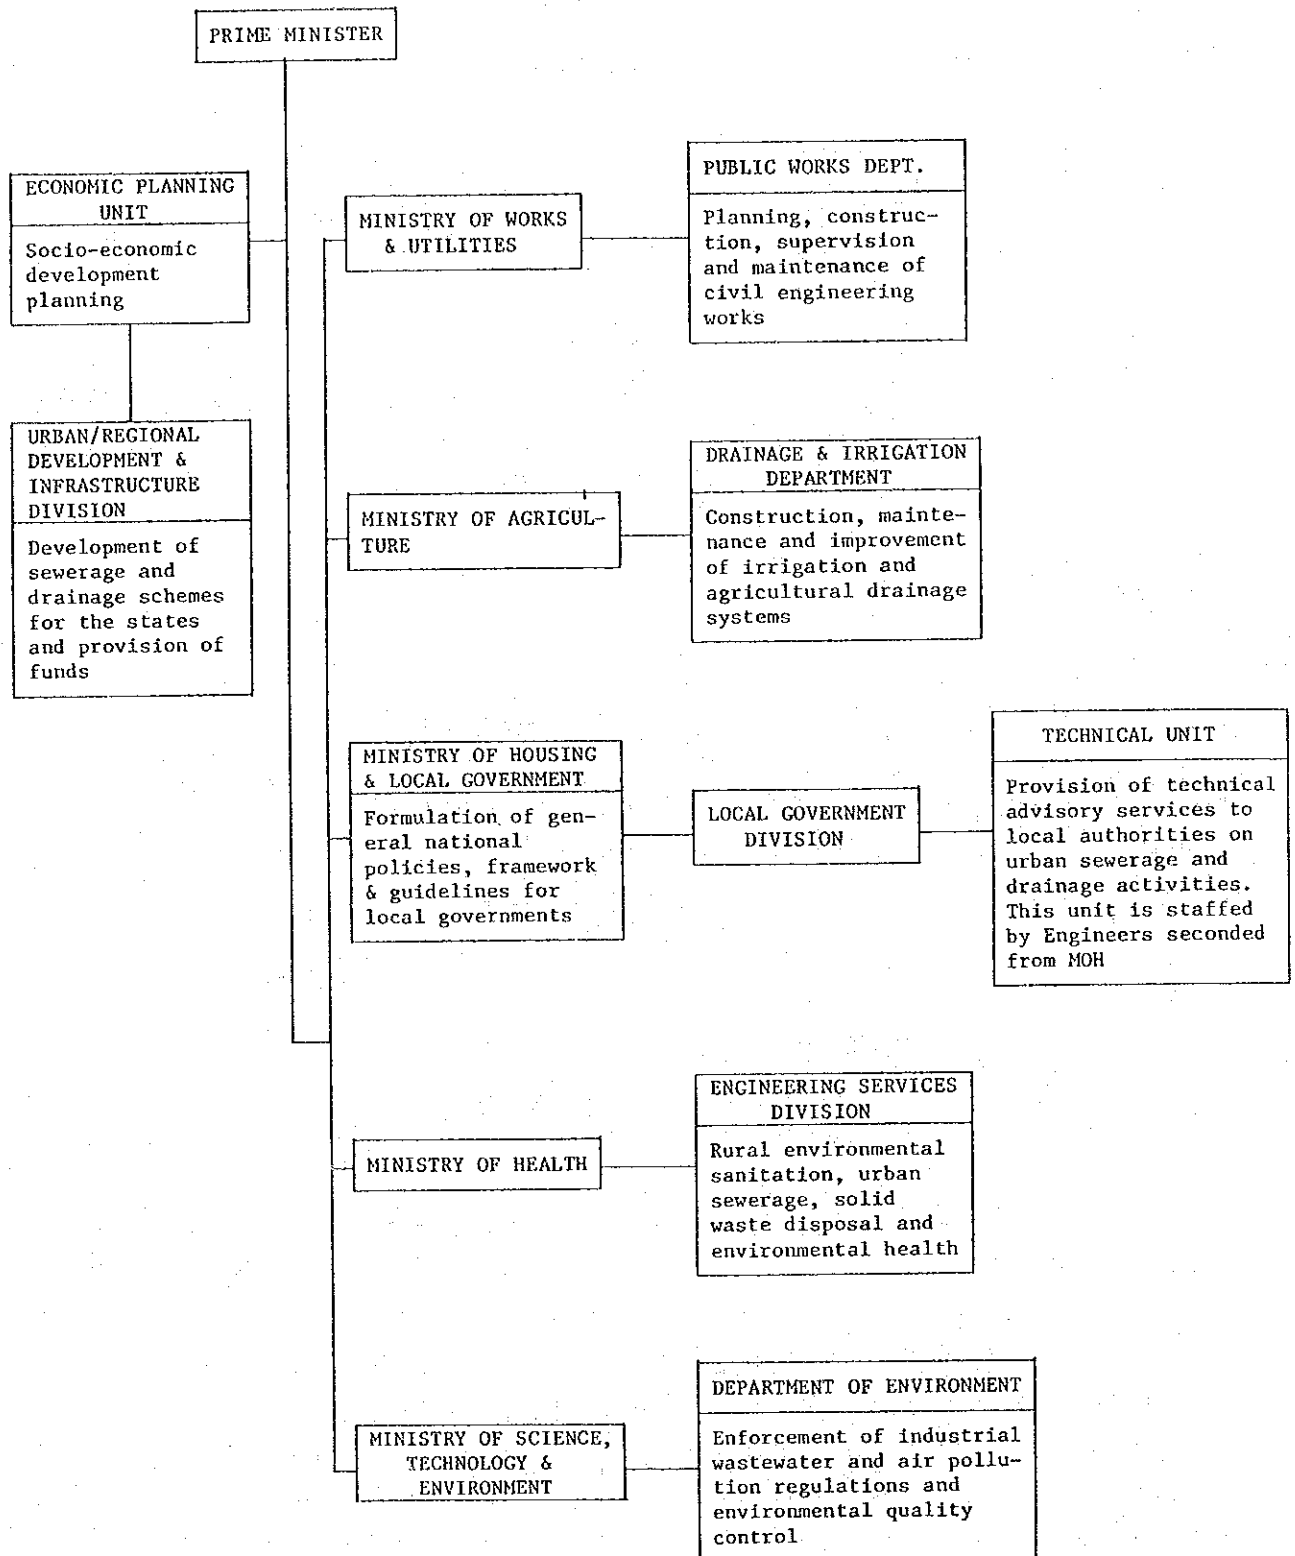 PRIME MINISTER
ECONOMIC PLANNING
UNIT
Socio-economic
development
planning
URBAN/REGIONAL
DEVELOPMENT &
INFRASTRUCTURE
DIVISION
Development of
sewerage and
drainage schemes
for the states
and provision of
funds
MINISTRY OF WORKS
& UTILITIES
PUBLIC WORKS DEPT.
Planning, construc-
tion, supervision
and maintenance of
civil engineering
works
MINISTRY OF AGRICUL-
TURE
DRAINAGE & IRRIGATION
DEPARTMENT
Construction, mainte-
nance and improvement
of irrigation and
agricultural drainage
systems
MINISTRY OF HOUSING
& LOCAL GOVERNMENT
Formulation of gen-
eral national
policies, framework
& guidelines for
local governments
LOCAL GOVERNMENT
DIVISION
TECHNICAL UNIT
Provision of technical
advisory services to
local authorities on
urban sewerage and
drainage activities.
This unit is staffed
by Engineers seconded
from MOH
MINISTRY OF HEALTH
ENGINEERING SERVICES
DIVISION
Rural environmental
sanitation, urban
sewerage, solid
waste disposal and
environmental health
MINISTRY OF SCIENCE,
TECHNOLOGY &
ENVIRONMENT
DEPARTMENT OF ENVIRONMENT
Enforcement of industrial
wastewater and air pollu-
tion regulations and
environmental quality
control